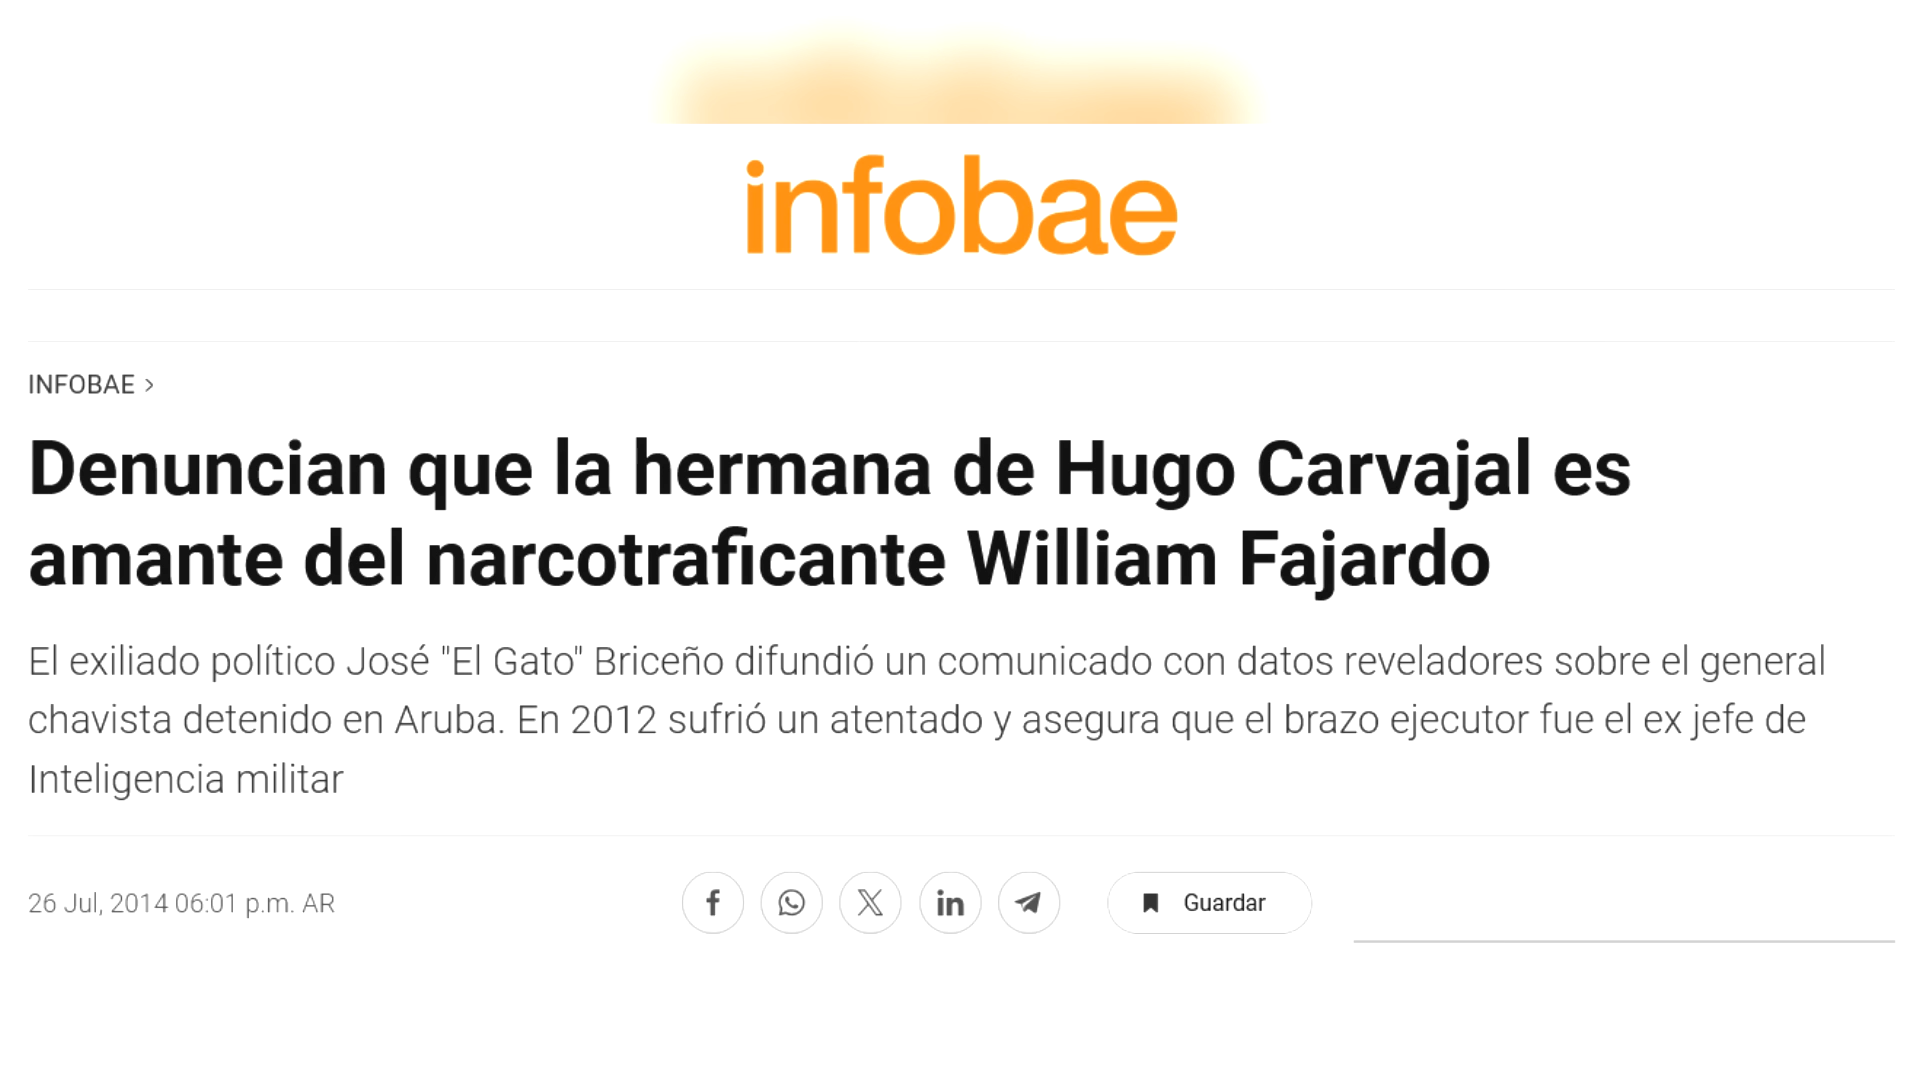 infobae
INFOBAE >
Denuncian que la hermana de Hugo Carvajal es
amante del narcotraficante William Fajardo
El exiliado político José "El Gato" Briceño difundió un comunicado con datos reveladores sobre el general
chavista detenido en Aruba. En 2012 sufrió un atentado y asegura que el brazo ejecutor fue el ex jefe de
Inteligencia militar
26 Jul, 2014 06:01 p.m. AR
Guardar